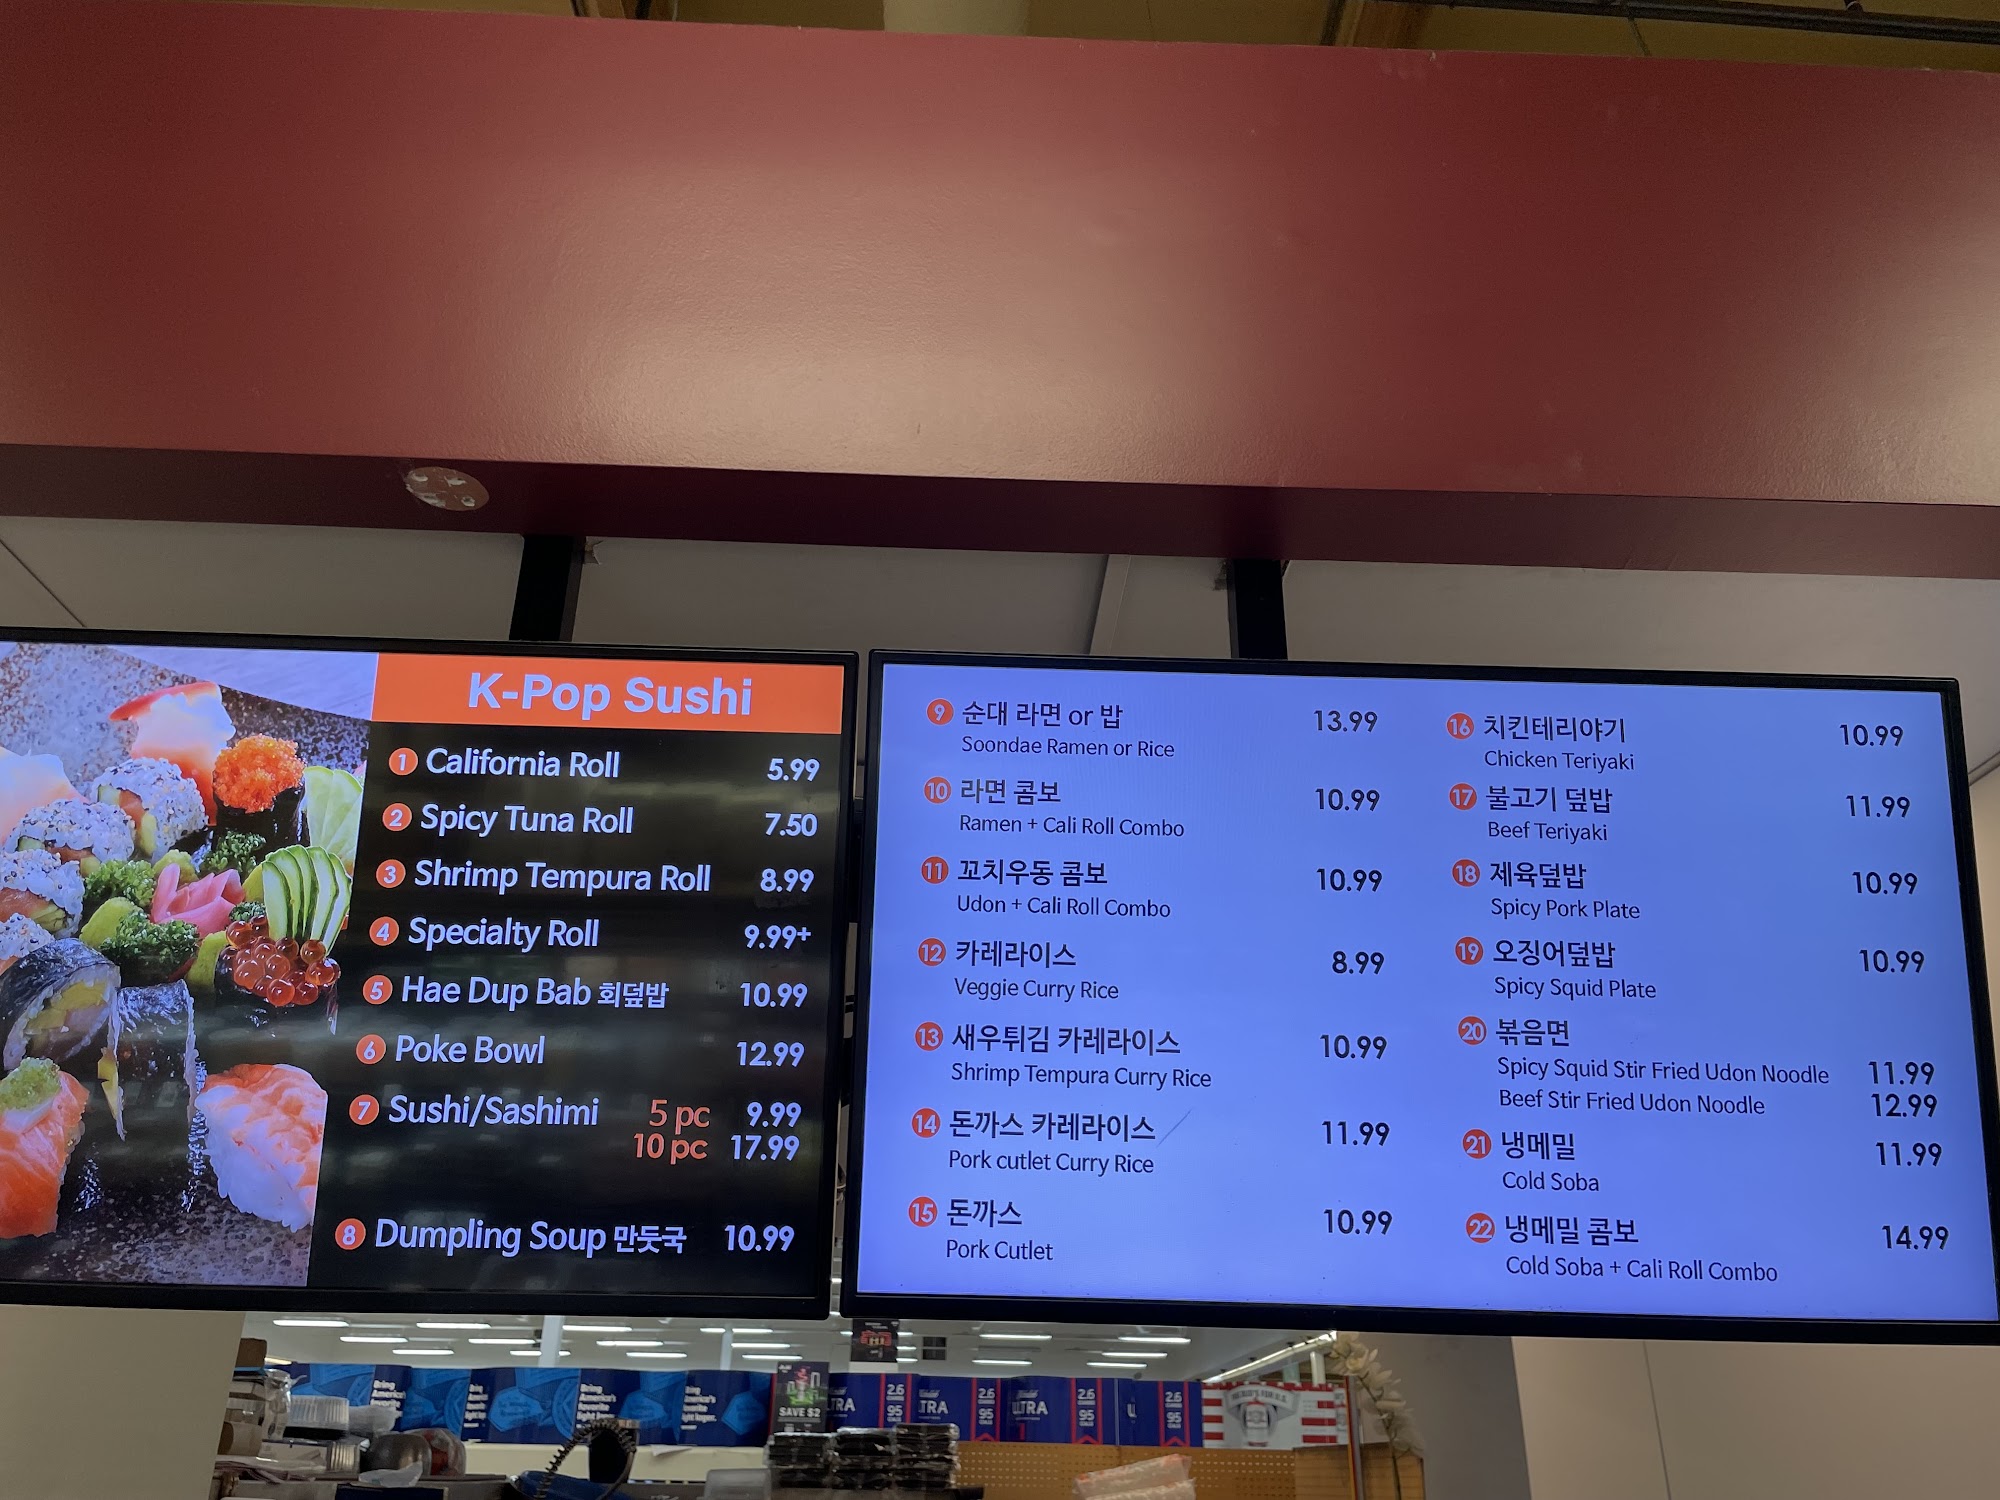 K-Pop Sushi
1 California Roll 5.99
2 Spicy Tuna Roll 7.50
3 Shrimp Tempura Roll 8.99
4 Specialty Roll 9.99+
5 Hae Dup Bab 회덮밥 10.99
6 Poke Bowl 12.99
7 Sushi/Sashimi 5 pc 9.99
10 pc 17.99
8 Dumpling Soup 만둣국 10.99
9 순대 라면 or 밥 13.99
Soondae Ramen or Rice
10 라면 콤보 10.99
Ramen + Cali Roll Combo
11 꼬치우동 콤보 10.99
Udon + Cali Roll Combo
12 카레라이스 8.99
Veggie Curry Rice
13 새우튀김 카레라이스 10.99
Shrimp Tempura Curry Rice
14 돈까스 카레라이스 11.99
Pork cutlet Curry Rice
15 돈까스 10.99
Pork Cutlet
16 치킨테리야기 10.99
Chicken Teriyaki
17 불고기 덮밥 11.99
Beef Teriyaki
18 제육덮밥 10.99
Spicy Pork Plate
19 오징어덮밥 10.99
Spicy Squid Plate
20 볶음면
Spicy Squid Stir Fried Udon Noodle 11.99
Beef Stir Fried Udon Noodle 12.99
21 냉메밀 11.99
Cold Soba
22 냉메밀 콤보 14.99
Cold Soba + Cali Roll Combo
SAVE $2
ULTRA
2.6
95